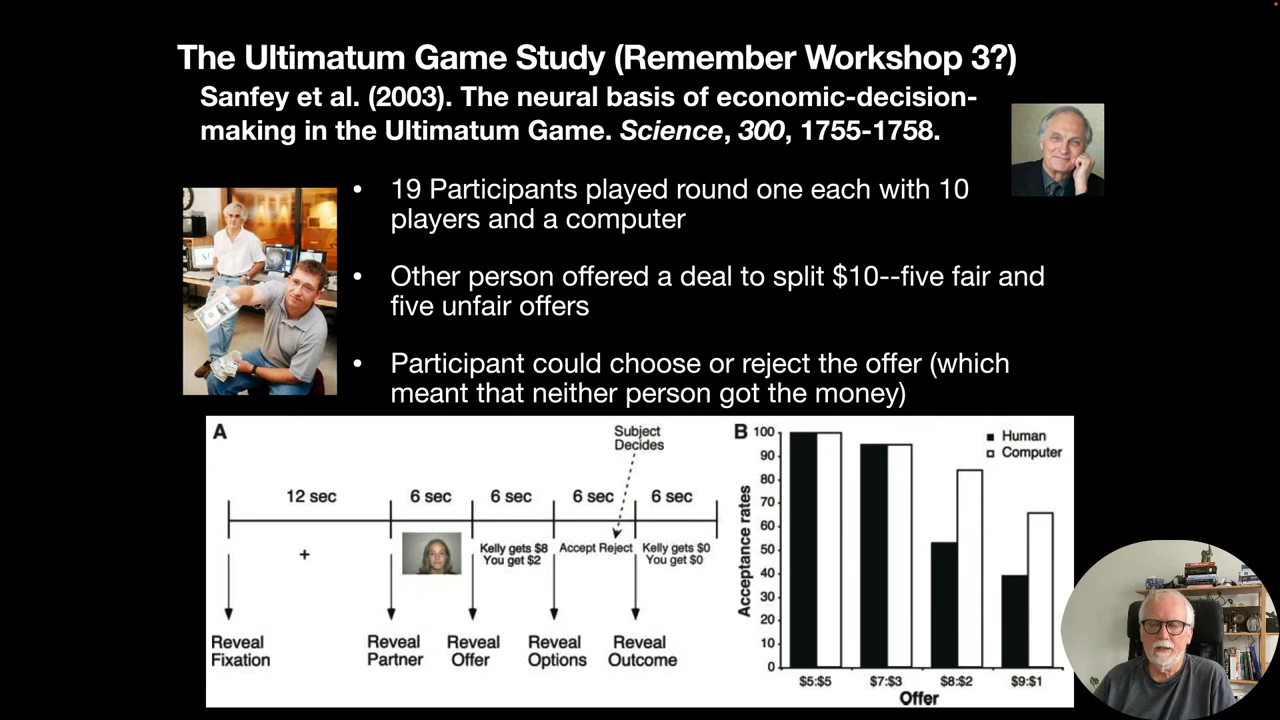 The Ultimatum Game Study (Remember Workshop 3?)
Sanfey et al. (2003). The neural basis of economic-decision-
making in the Ultimatum Game. Science, 300, 1755-1758.
• 19 Participants played round one each with 10
players and a computer
• Other person offered a deal to split $10--five fair and
five unfair offers
• Participant could choose or reject the offer (which
meant that neither person got the money)
A
Subject
Decides
12 sec
6 sec
6 sec
6 sec
6 sec
+
Kelly gets $8
You get $2
Accept Reject
Kelly gets $0
You get $0
Reveal
Fixation
Reveal
Partner
Reveal
Offer
Reveal
Options
Reveal
Outcome
B
Acceptance rates
100
90
80
70
60
50
40
30
20
10
0
Human
Computer
$5:$5
$7:$3
$8:$2
$9:$1
Offer